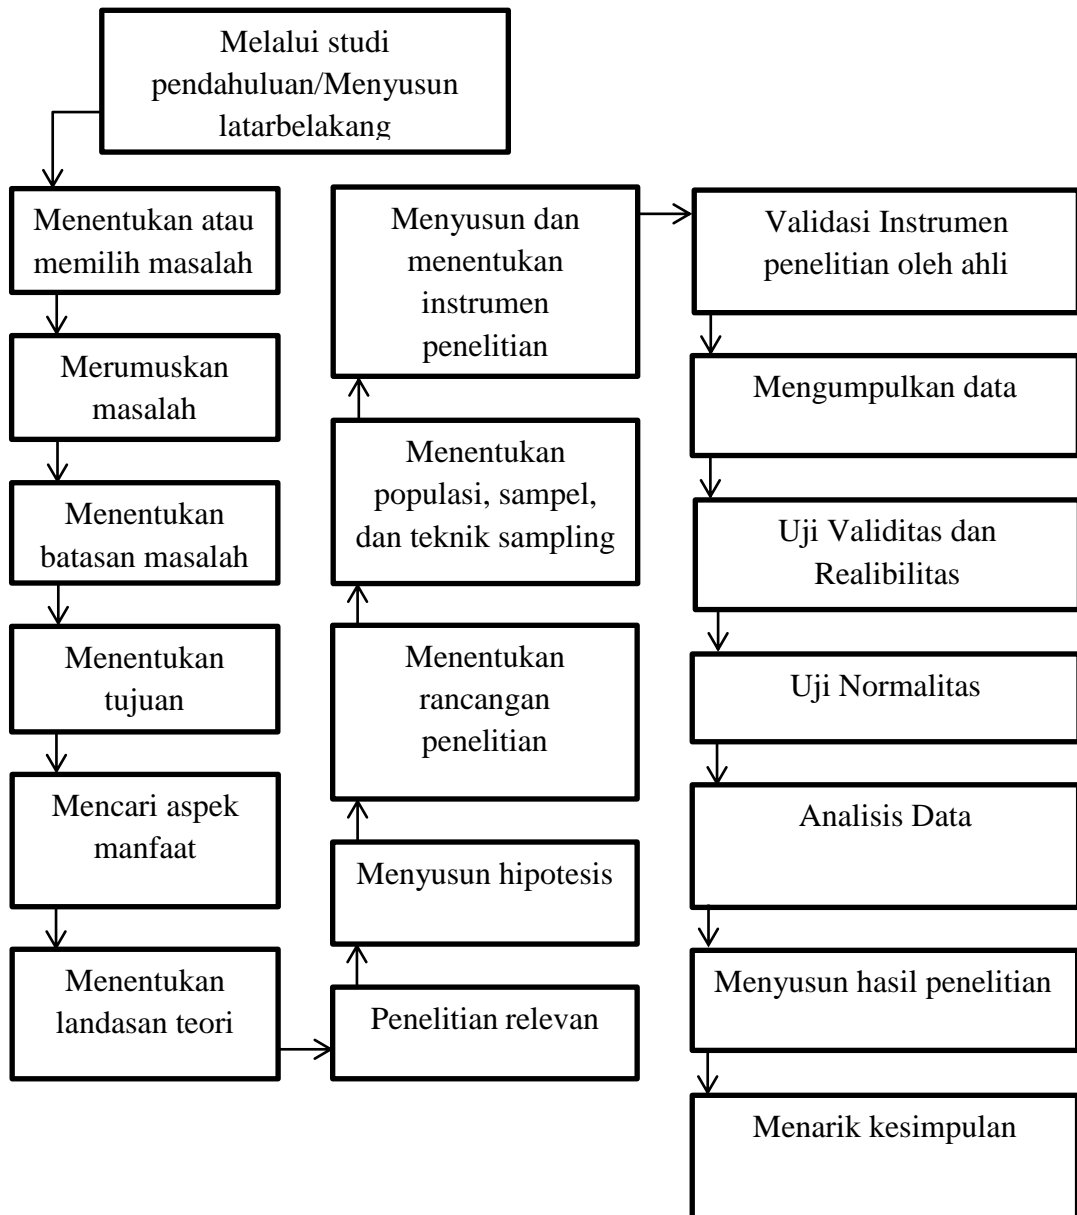 Melalui studi
pendahuluan/Menyusun
latarbelakang
Menentukan atau
memilih masalah
Merumuskan
masalah
Menentukan
batasan masalah
Menentukan
tujuan
Mencari aspek
manfaat
Menentukan
landasan teori
Penelitian relevan
Menyusun hipotesis
Menentukan
rancangan
penelitian
Menentukan
populasi, sampel,
dan teknik sampling
Menyusun dan
menentukan
instrumen
penelitian
Validasi Instrumen
penelitian oleh ahli
Mengumpulkan data
Uji Validitas dan
Realibilitas
Uji Normalitas
Analisis Data
Menyusun hasil penelitian
Menarik kesimpulan